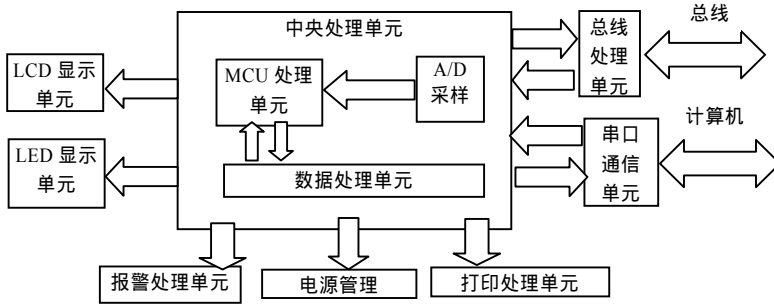 中央处理单元
总线
总线
处理
单元
LCD 显示
单元
MCU 处理
单元
A/D
采样
计算机
LED 显示
单元
串口
通信
单元
数据处理单元
报警处理单元
电源管理
打印处理单元